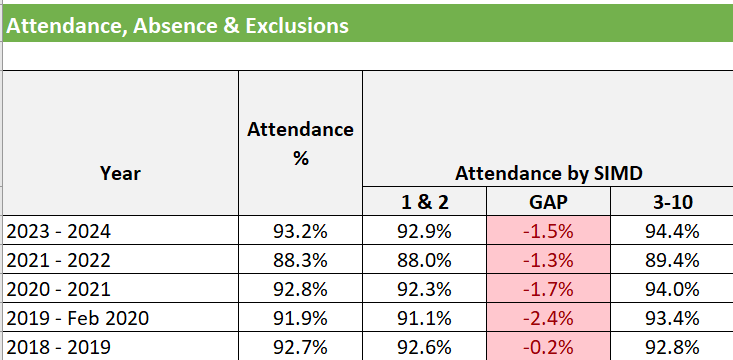 Attendance, Absence & Exclusions
Year Attendance % Attendance by SIMD
1 & 2 GAP 3-10
2023 - 2024 93.2% 92.9% -1.5% 94.4%
2021 - 2022 88.3% 88.0% -1.3% 89.4%
2020 - 2021 92.8% 92.3% -1.7% 94.0%
2019 - Feb 2020 91.9% 91.1% -2.4% 93.4%
2018 - 2019 92.7% 92.6% -0.2% 92.8%